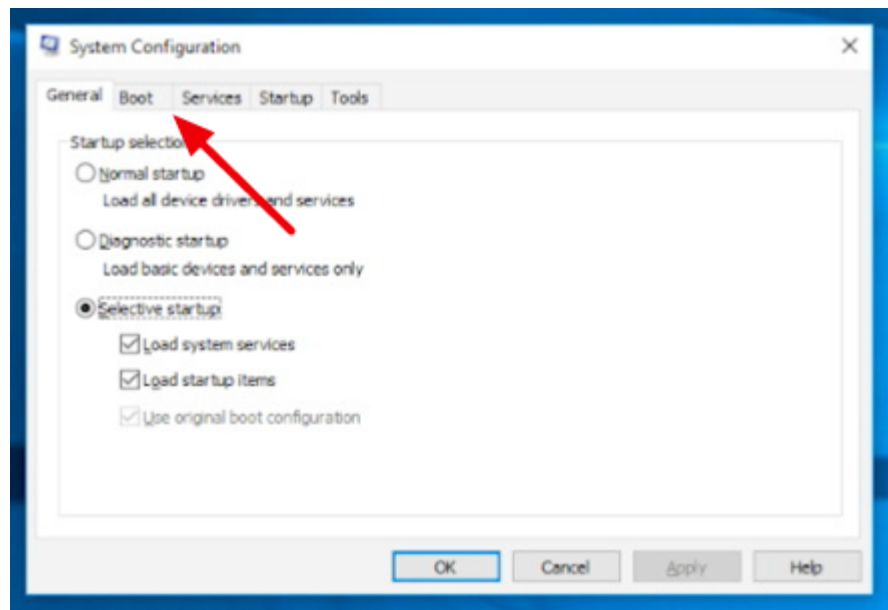 System Configuration
General Boot Services Startup Tools
Startup selection
Normal startup
Load all device drivers and services
Diagnostic startup
Load basic devices and services only
Selective startup
Load system services
Load startup items
Use original boot configuration
OK Cancel Apply Help